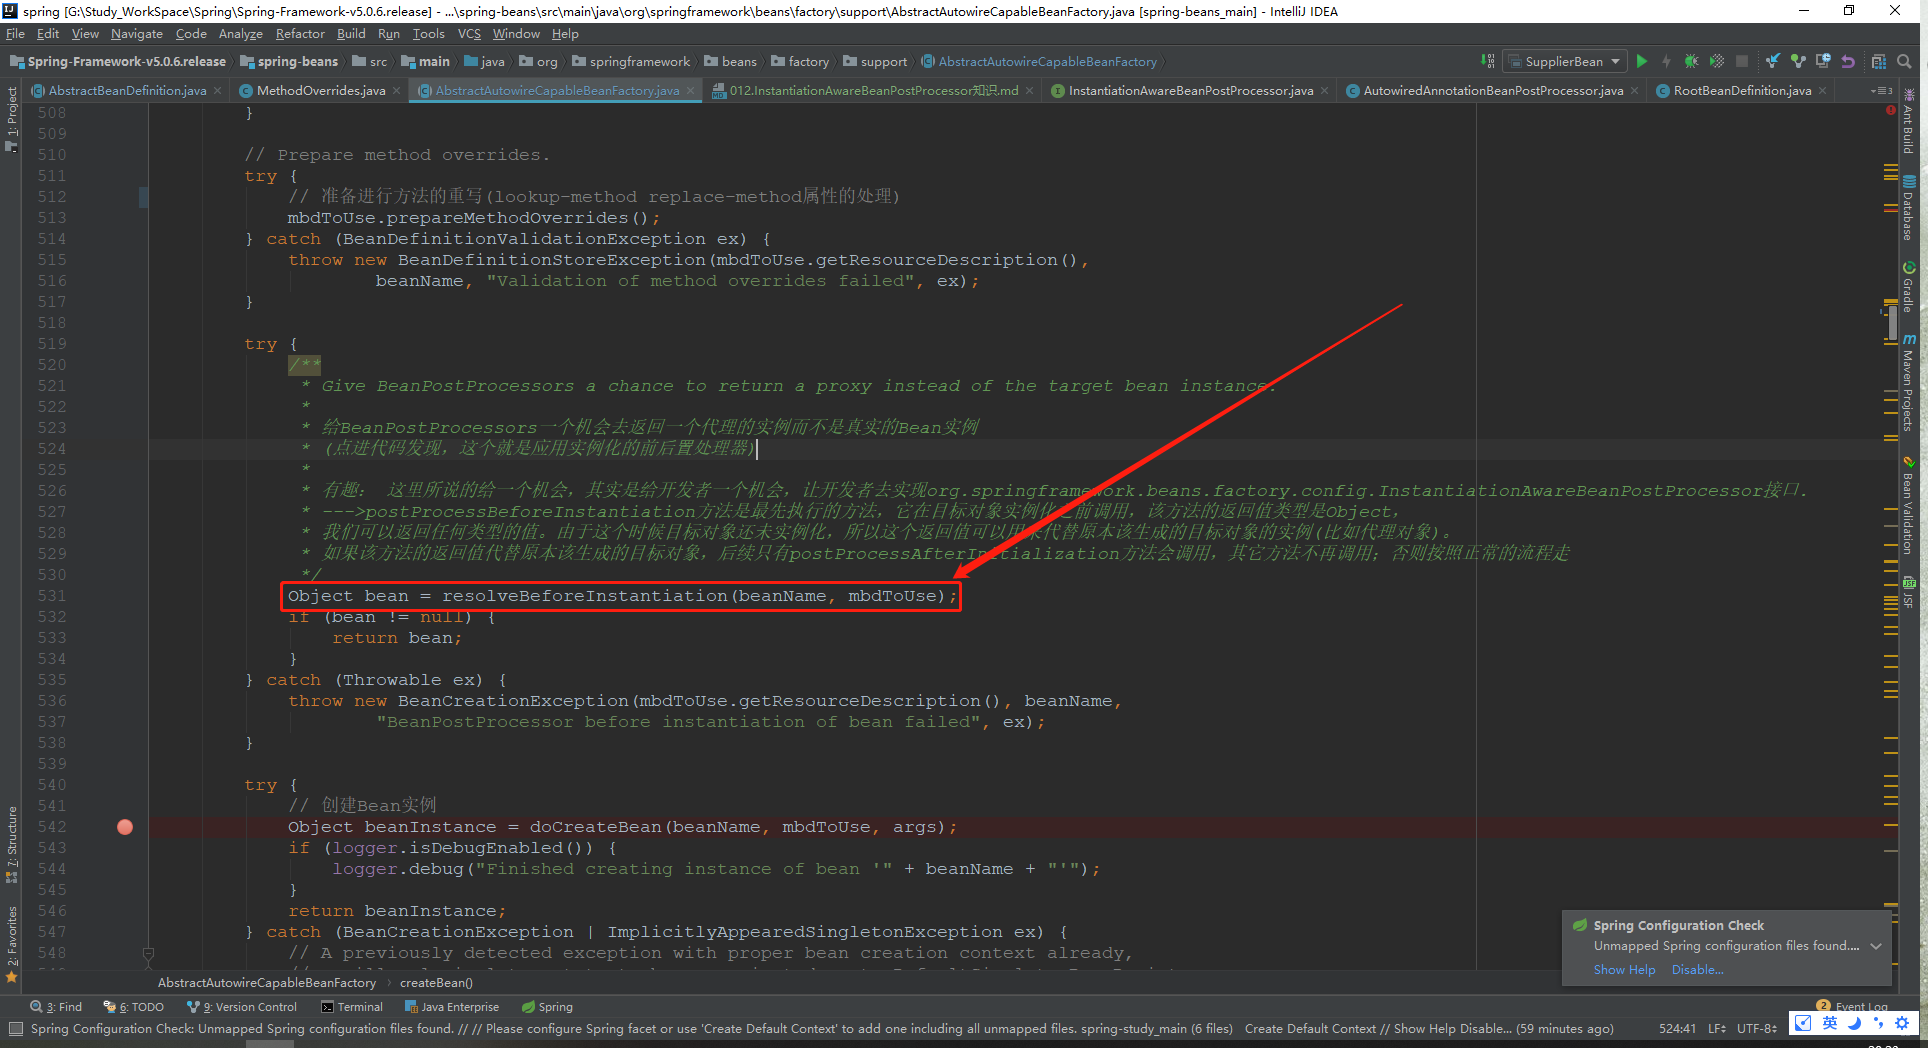 spring [G:\Study_WorkSpace\Spring\Spring-Framework-v5.0.6.release] - ...\spring-beans\src\main\java\org\springframework\beans\factory\support\AbstractAutowireCapableBeanFactory.java [spring-beans_main] - IntelliJ IDEA
File Edit View Navigate Code Analyze Refactor Build Run Tools VCS Window Help
Spring-Framework-v5.0.6.release spring-beans src main java org springframework beans factory support AbstractAutowireCapableBeanFactory SupplierBean
AbstractBeanDefinition.java MethodOverrides.java AbstractAutowireCapableBeanFactory.java 012.InstantiationAwareBeanPostProcessor知识.md InstantiationAwareBeanPostProcessor.java AutowiredAnnotationBeanPostProcessor.java RootBeanDefinition.java
1: Project
7: Structure
2: Favorites
508 }
509
510 // Prepare method overrides.
511 try {
512 // 准备进行方法的重写(lookup-method replace-method属性的处理)
513 mbdToUse.prepareMethodOverrides();
514 } catch (BeanDefinitionValidationException ex) {
515 throw new BeanDefinitionStoreException(mbdToUse.getResourceDescription(),
516 beanName, "Validation of method overrides failed", ex);
517 }
518
519 try {
520 /**
521 * Give BeanPostProcessors a chance to return a proxy instead of the target bean instance.
522 *
523 * 给BeanPostProcessors一个机会去返回一个代理的实例而不是真实的Bean实例
524 * (点进代码发现，这个就是应用实例化的前后置处理器)
525 *
526 * 有趣： 这里所说的给一个机会，其实是给开发者一个机会，让开发者去实现org.springframework.beans.factory.config.InstantiationAwareBeanPostProcessor接口.
527 * --->postProcessBeforeInstantiation方法是最先执行的方法，它在目标对象实例化之前调用，该方法的返回值类型是Object，
528 * 我们可以返回任何类型的值。由于这个时候目标对象还未实例化，所以这个返回值可以用来代替原本该生成的目标对象的实例(比如代理对象)。
529 * 如果该方法的返回值代替原本该生成的目标对象，后续只有postProcessAfterInitialization方法会调用，其它方法不再调用；否则按照正常的流程走
530 */
531 Object bean = resolveBeforeInstantiation(beanName, mbdToUse);
532 if (bean != null) {
533 return bean;
534 }
535 } catch (Throwable ex) {
536 throw new BeanCreationException(mbdToUse.getResourceDescription(), beanName,
537 "BeanPostProcessor before instantiation of bean failed", ex);
538 }
539
540 try {
541 // 创建Bean实例
542 Object beanInstance = doCreateBean(beanName, mbdToUse, args);
543 if (logger.isDebugEnabled()) {
544 logger.debug("Finished creating instance of bean '" + beanName + "'");
545 }
546 return beanInstance;
547 } catch (BeanCreationException | ImplicitlyAppearedSingletonException ex) {
548 // A previously detected exception with proper bean creation context already,
Ant Build
Database
Gradle
Maven Projects
Bean Validation
JSF
Spring Configuration Check
Unmapped Spring configuration files found....
Show Help Disable...
AbstractAutowireCapableBeanFactory createBean()
3: Find 6: TODO 9: Version Control Terminal Java Enterprise Spring 2 Event Log
Spring Configuration Check: Unmapped Spring configuration files found. // // Please configure Spring facet or use 'Create Default Context' to add one including all unmapped files. spring-study_main (6 files) Create Default Context // Show Help Disable... (59 minutes ago) 524:41 LF UTF-8 英